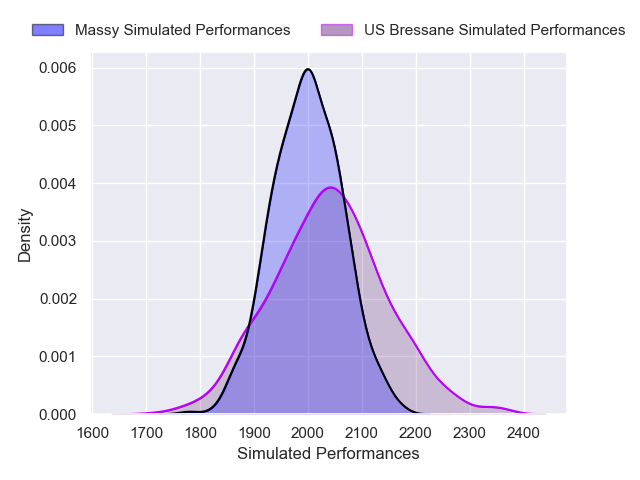 Massy Simulated Performances US Bressane Simulated Performances
0.006
0.005
0.004
0.003
0.002
0.001
0.000
Density
1600 1700 1800 1900 2000 2100 2200 2300 2400
Simulated Performances